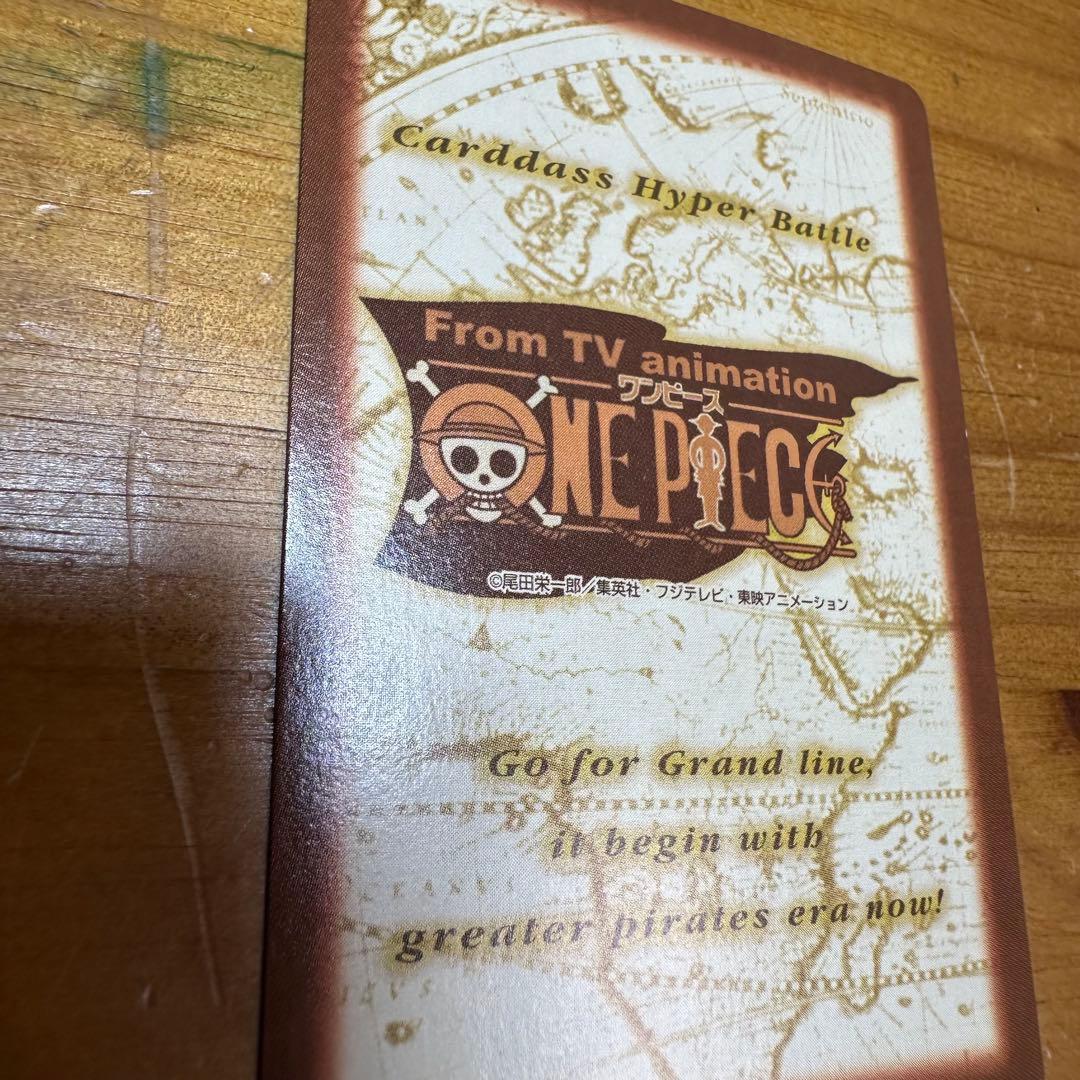 Carddass Hyper Battle
From TV animation
ワンピース
ONE PIECE
©尾田栄一郎／集英社・フジテレビ・東映アニメーション
Go for Grand line,
it begin with
greater pirates era now!